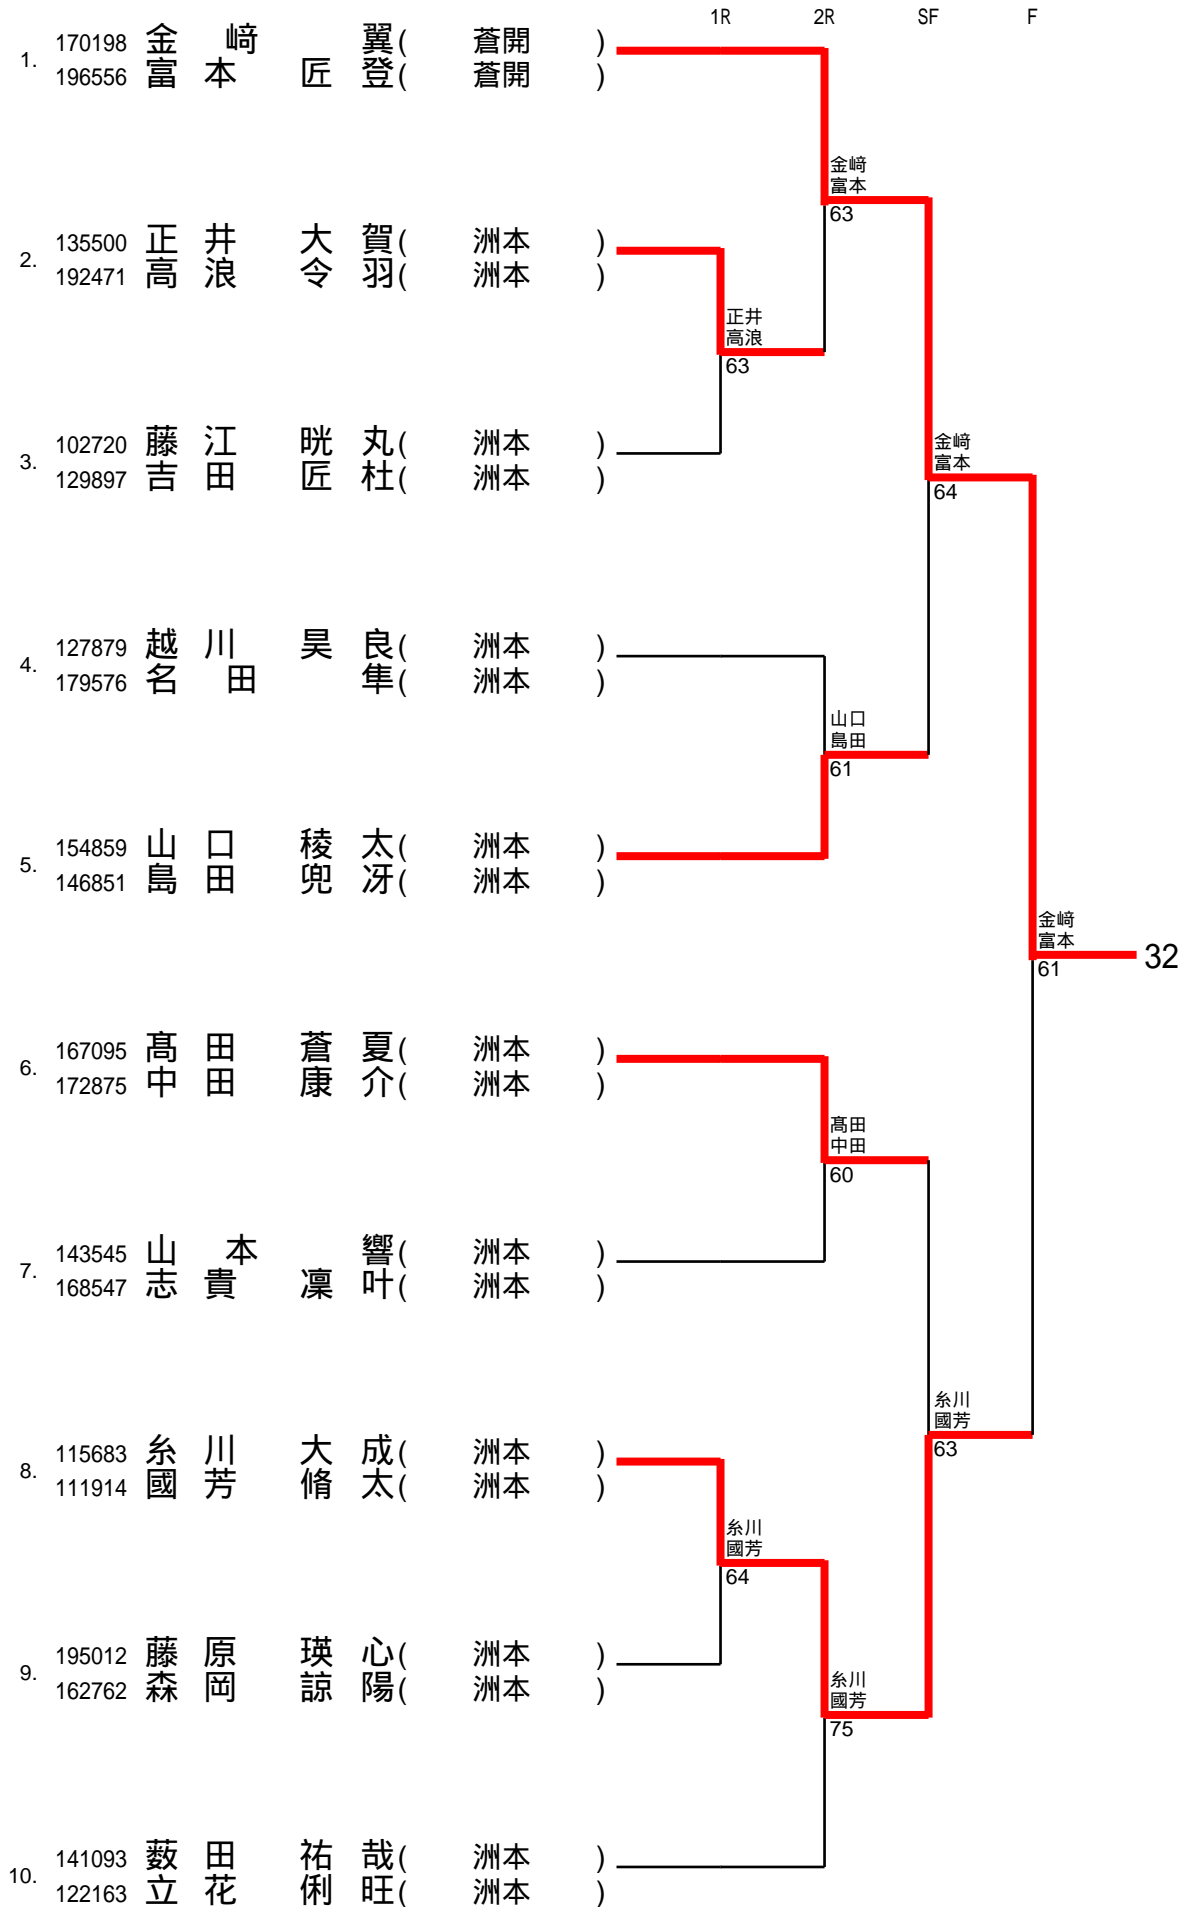 1R 2R SF F
1. 170198 金 﨑 翼( 蒼開 )
196556 富 本 匠 登( 蒼開 )
金﨑
富本
63
2. 135500 正 井 大 賀( 洲本 )
192471 高 浪 令 羽( 洲本 )
正井
高浪
63
3. 102720 藤 江 晄 丸( 洲本 )
129897 吉 田 匠 杜( 洲本 )
金﨑
富本
64
4. 127879 越 川 昊 良( 洲本 )
179576 名 田 隼( 洲本 )
山口
島田
61
5. 154859 山 口 稜 太( 洲本 )
146851 島 田 兜 冴( 洲本 )
金﨑
富本
61
32
6. 167095 髙 田 蒼 夏( 洲本 )
172875 中 田 康 介( 洲本 )
髙田
中田
60
7. 143545 山 本 響( 洲本 )
168547 志 貴 凜 叶( 洲本 )
糸川
國芳
63
8. 115683 糸 川 大 成( 洲本 )
111914 國 芳 脩 太( 洲本 )
糸川
國芳
64
9. 195012 藤 原 瑛 心( 洲本 )
162762 森 岡 諒 陽( 洲本 )
糸川
國芳
75
10. 141093 薮 田 祐 哉( 洲本 )
122163 立 花 俐 旺( 洲本 )